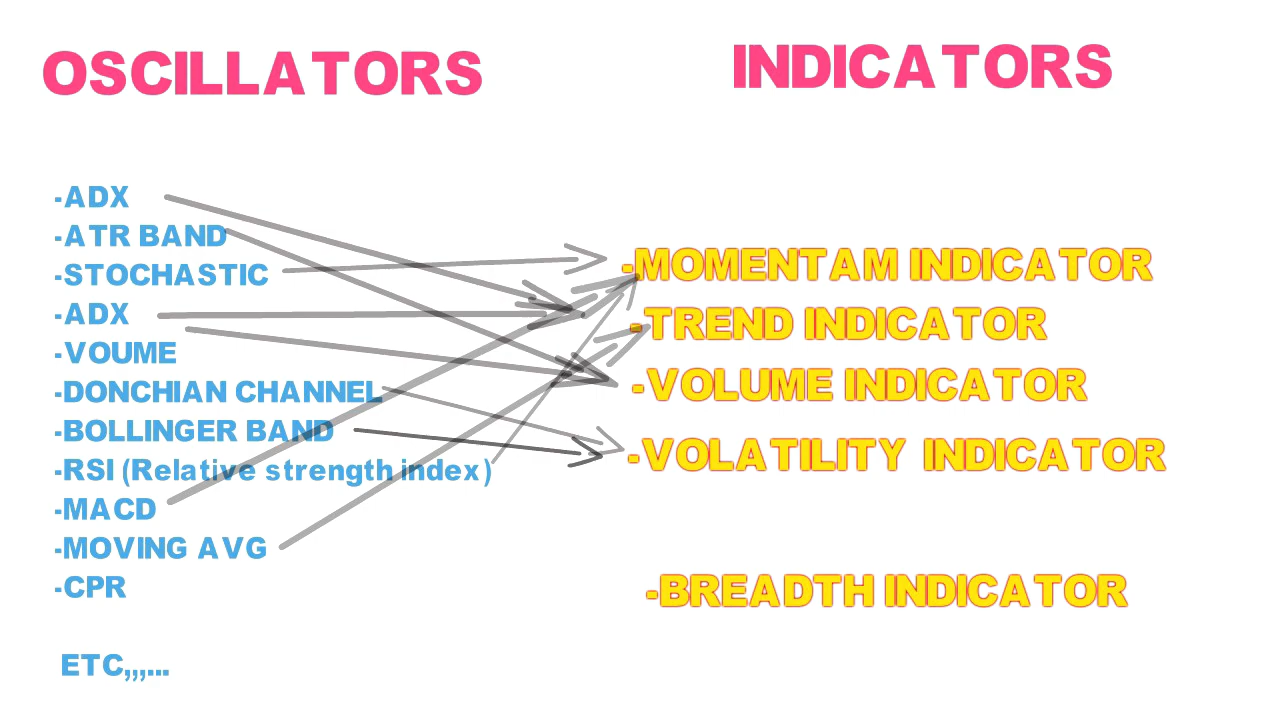 OSCILLATORS
INDICATORS
-ADX
-ATR BAND
-STOCHASTIC
-ADX
-VOUME
-DONCHIAN CHANNEL
-BOLLINGER BAND
-RSI (Relative strength index)
-MACD
-MOVING AVG
-CPR
ETC,,,...
-MOMENTAM INDICATOR
-TREND INDICATOR
-VOLUME INDICATOR
-VOLATILITY INDICATOR
-BREADTH INDICATOR